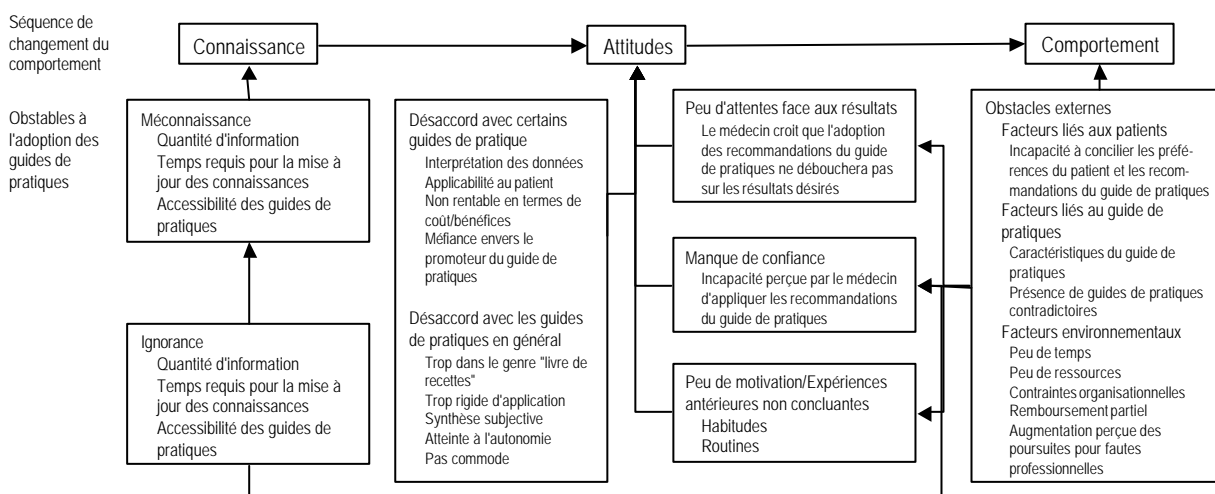 Séquence de
changement du
comportement
Connaissance
Attitudes
Comportement
Obstables à
l'adoption des
guides de
pratiques
Méconnaissance
Quantité d'information
Temps requis pour la mise à
jour des connaissances
Accessibilité des guides de
pratiques
Ignorance
Quantité d'information
Temps requis pour la mise à
jour des connaissances
Accessibilité des guides de
pratiques
Désaccord avec certains
guides de pratique
Interprétation des données
Applicabilité au patient
Non rentable en termes de
coût/bénéfices
Méfiance envers le
promoteur du guide de
pratiques
Désaccord avec les guides
de pratiques en général
Trop dans le genre "livre de
recettes"
Trop rigide d'application
Synthèse subjective
Atteinte à l'autonomie
Pas commode
Peu d'attentes face aux résultats
Le médecin croit que l'adoption
des recommandations du guide
de pratiques ne débouchera pas
sur les résultats désirés
Manque de confiance
Incapacité perçue par le médecin
d'appliquer les recommandations
du guide de pratiques
Peu de motivation/Expériences
antérieures non concluantes
Habitudes
Routines
Obstacles externes
Facteurs liés aux patients
Incapacité à concilier les préfé-
rences du patient et les recom-
mandations du guide de pratiques
Facteurs liés au guide de
pratiques
Caractéristiques du guide de
pratiques
Présence de guides de pratiques
contradictoires
Facteurs environnementaux
Peu de temps
Peu de ressources
Contraintes organisationnelles
Remboursement partiel
Augmentation perçue des
poursuites pour fautes
professionnelles